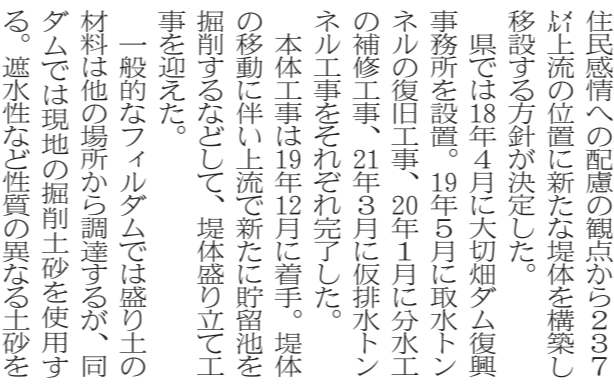 住民感情への配慮の観点から237
㍍上流の位置に新たな堤体を構築し
移設する方針が決定した。
　県では18年4月に大切畑ダム復興
事務所を設置。19年5月に取水トン
ネルの復旧工事、20年1月に分水工
の補修工事、21年3月に仮排水トン
ネル工事をそれぞれ完了した。
　本体工事は19年12月に着手。堤体
の移動に伴い上流で新たに貯留池を
掘削するなどして、堤体盛り立て工
事を迎えた。
　一般的なフィルダムでは盛り土の
材料は他の場所から調達するが、同
ダムでは現地の掘削土砂を使用す
る。遮水性など性質の異なる土砂を